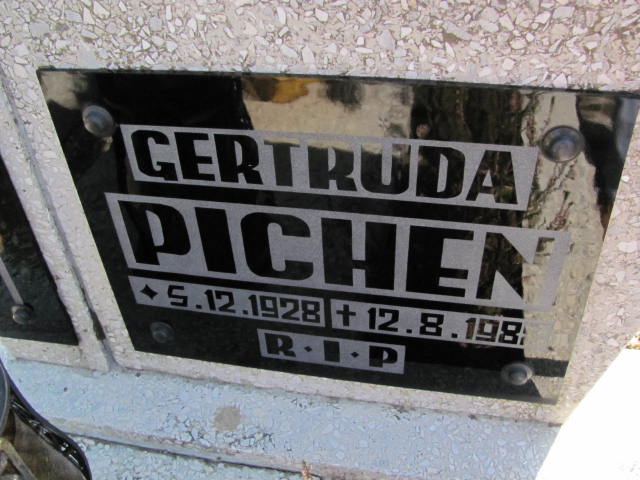 GERTRUDA
PICHEN
✦ 5.12.1928 ✝ 12.8.198
R·I·P